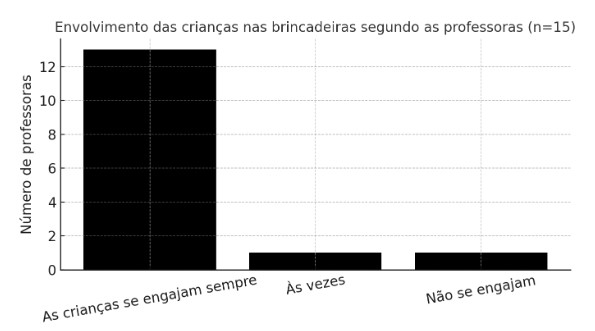 Envolvimento das crianças nas brincadeiras segundo as professoras (n=15)
Número de professoras
12
10
8
6
4
2
0
As crianças se engajam sempre
Às vezes
Não se engajam